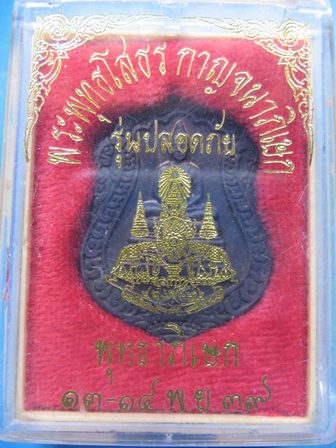 พระพุทธโสธร กาญจนาภิเษก
รุ่นปลอดภัย
พุทธาภิเษก
๑๓-๑๔ พ.ย ๓๙